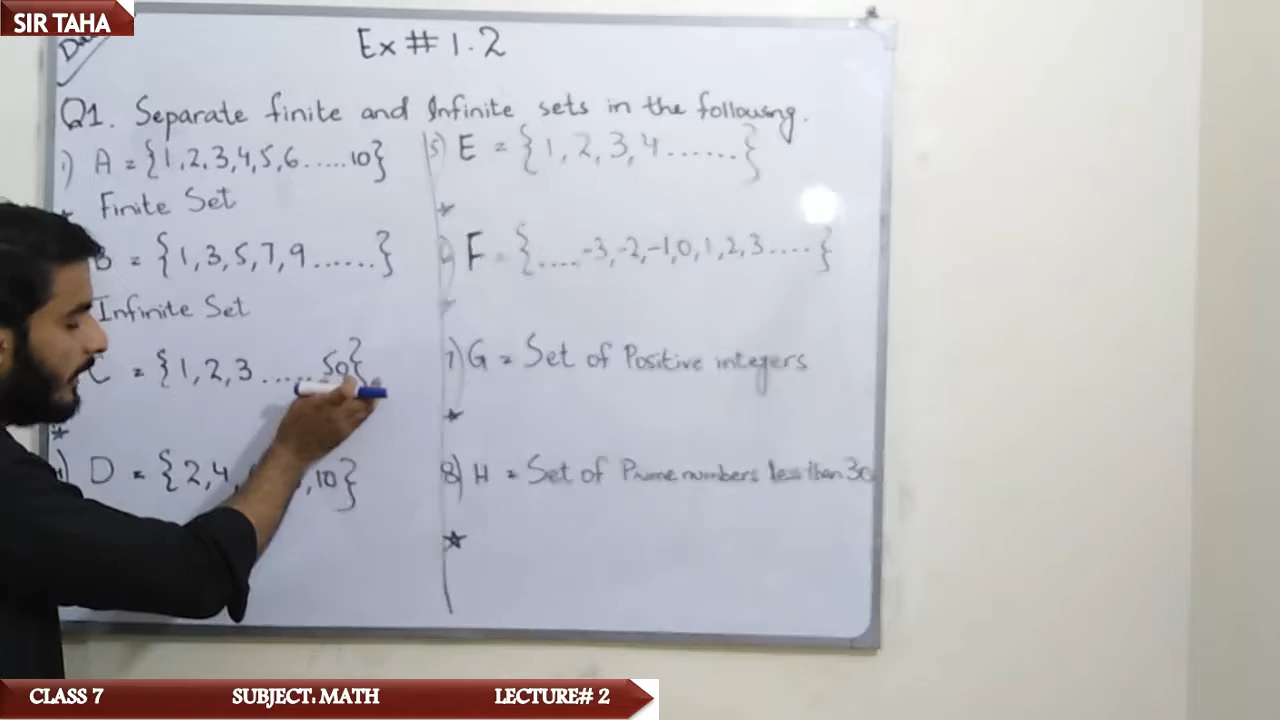 SIR TAHA
Ex # 1.2
Q1. Separate finite and Infinite sets in the following.
1) A = {1,2,3,4,5,6.....10}
Finite Set
B = {1,3,5,7,9......}
Infinite Set
C = {1,2,3.....50}
D = {2,4, ,10}
5) E = {1,2,3,4.......}
F = {....-3,-2,-1,0,1,2,3.....}
7) G = Set of Positive integers
8) H = Set of Prime numbers less than 30
CLASS 7
SUBJECT: MATH
LECTURE# 2